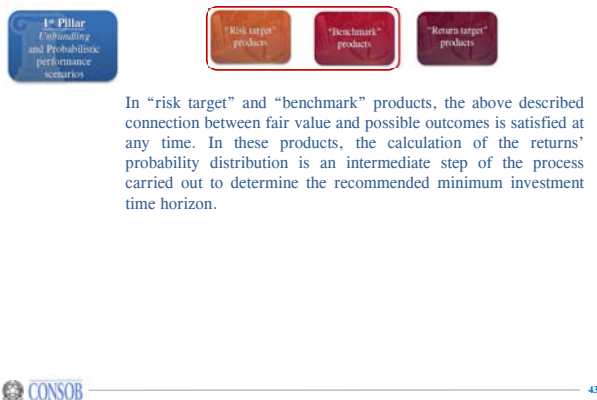 1st Pillar
Unbundling
and Probabilistic
performance
scenarios
"Risk target"
products
"Benchmark"
products
"Return target"
products
In “risk target” and “benchmark” products, the above described
connection between fair value and possible outcomes is satisfied at
any time. In these products, the calculation of the returns’
probability distribution is an intermediate step of the process
carried out to determine the recommended minimum investment
time horizon.
CONSOB
43